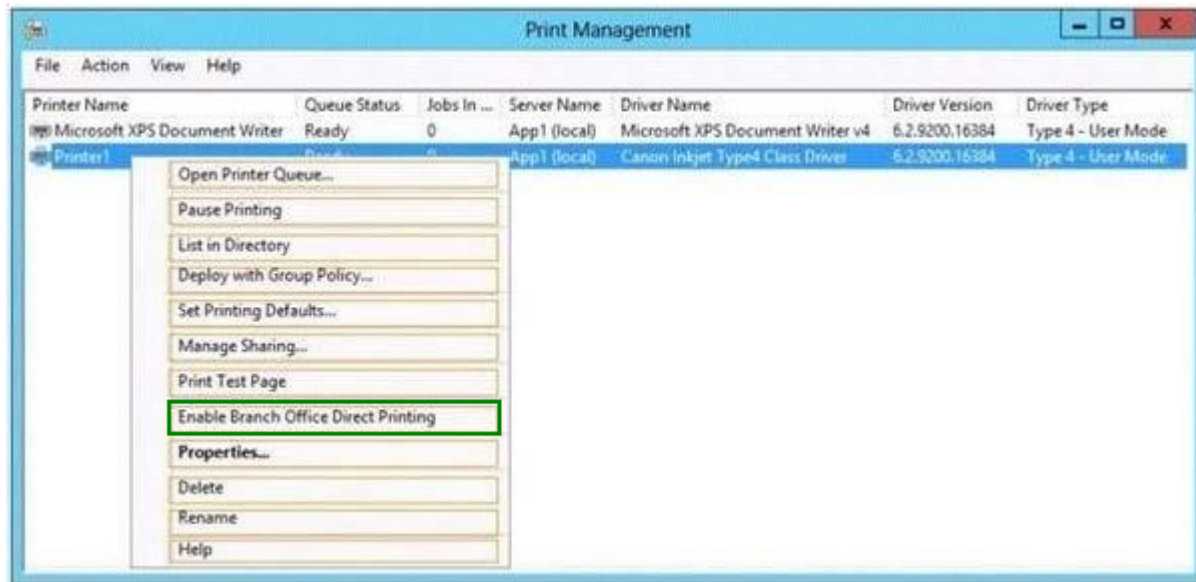 Print Management
File Action View Help
Printer Name Queue Status Jobs In ... Server Name Driver Name Driver Version Driver Type
Microsoft XPS Document Writer Ready 0 App1 (local) Microsoft XPS Document Writer v4 6.2.9200.16384 Type 4 - User Mode
Printer1 Ready 0 App1 (local) Canon Inkjet Type4 Class Driver 6.2.9200.16384 Type 4 - User Mode
Open Printer Queue...
Pause Printing
List in Directory
Deploy with Group Policy...
Set Printing Defaults...
Manage Sharing...
Print Test Page
Enable Branch Office Direct Printing
Properties...
Delete
Rename
Help